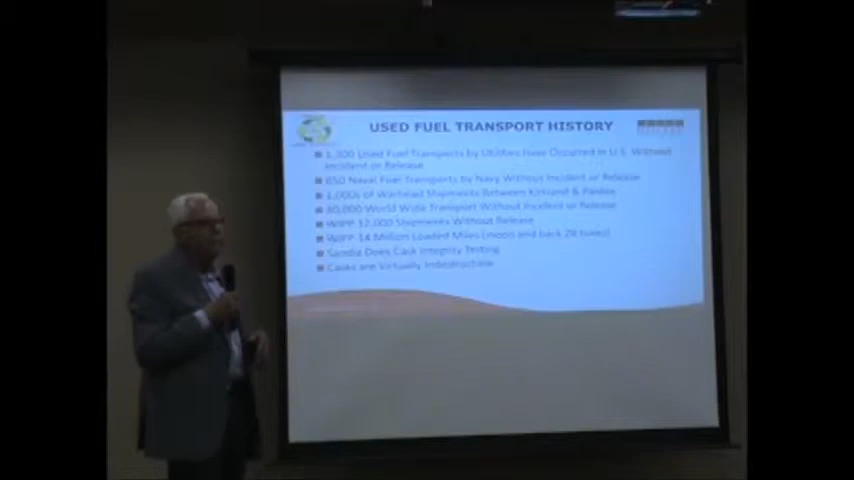 USED FUEL TRANSPORT HISTORY
1,300 Used Fuel Transports by Utilities Have Occurred in U.S. Without
Incident or Release
850 Naval Fuel Transports by Navy Without Incident or Release
1,000s of Warhead Shipments Between Kirtland & Pantex
80,000 World Wide Transport Without Incident or Release
WIPP 12,000 Shipments Without Release
WIPP 14 Million Loaded Miles (moon and back 28 times)
Sandia Does Cask Integrity Testing
Casks are Virtually Indestructible